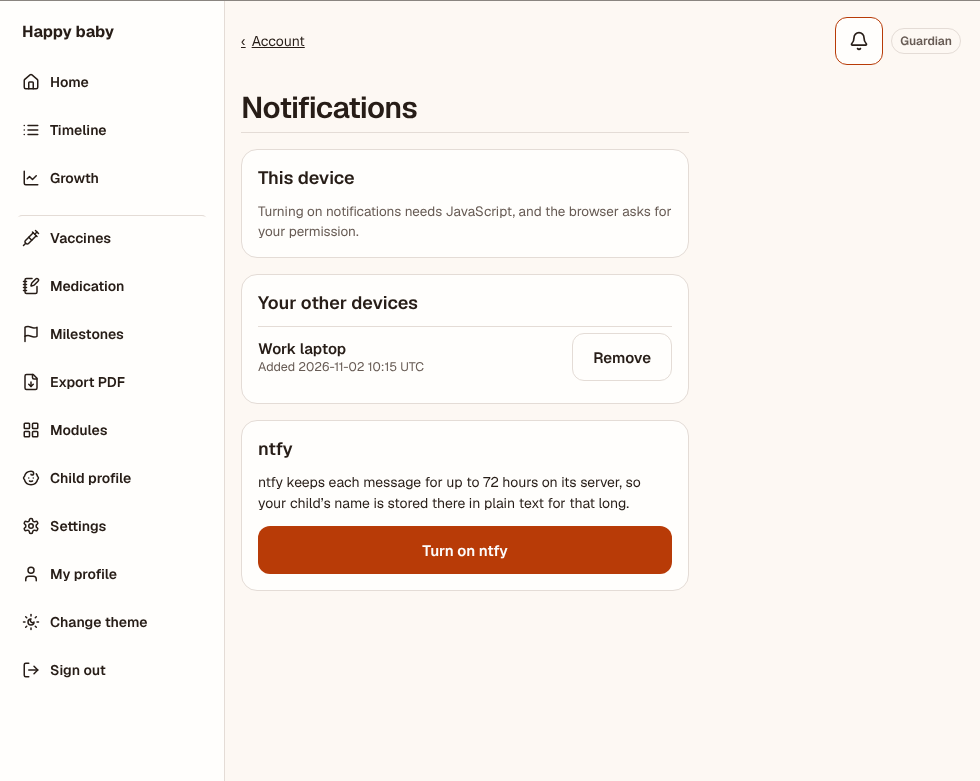 Happy baby
Home
Timeline
Growth
Vaccines
Medication
Milestones
Export PDF
Modules
Child profile
Settings
My profile
Change theme
Sign out
‹ Account
Guardian
Notifications
This device
Turning on notifications needs JavaScript, and the browser asks for
your permission.
Your other devices
Work laptop
Added 2026-11-02 10:15 UTC
Remove
ntfy
ntfy keeps each message for up to 72 hours on its server, so
your child’s name is stored there in plain text for that long.
Turn on ntfy